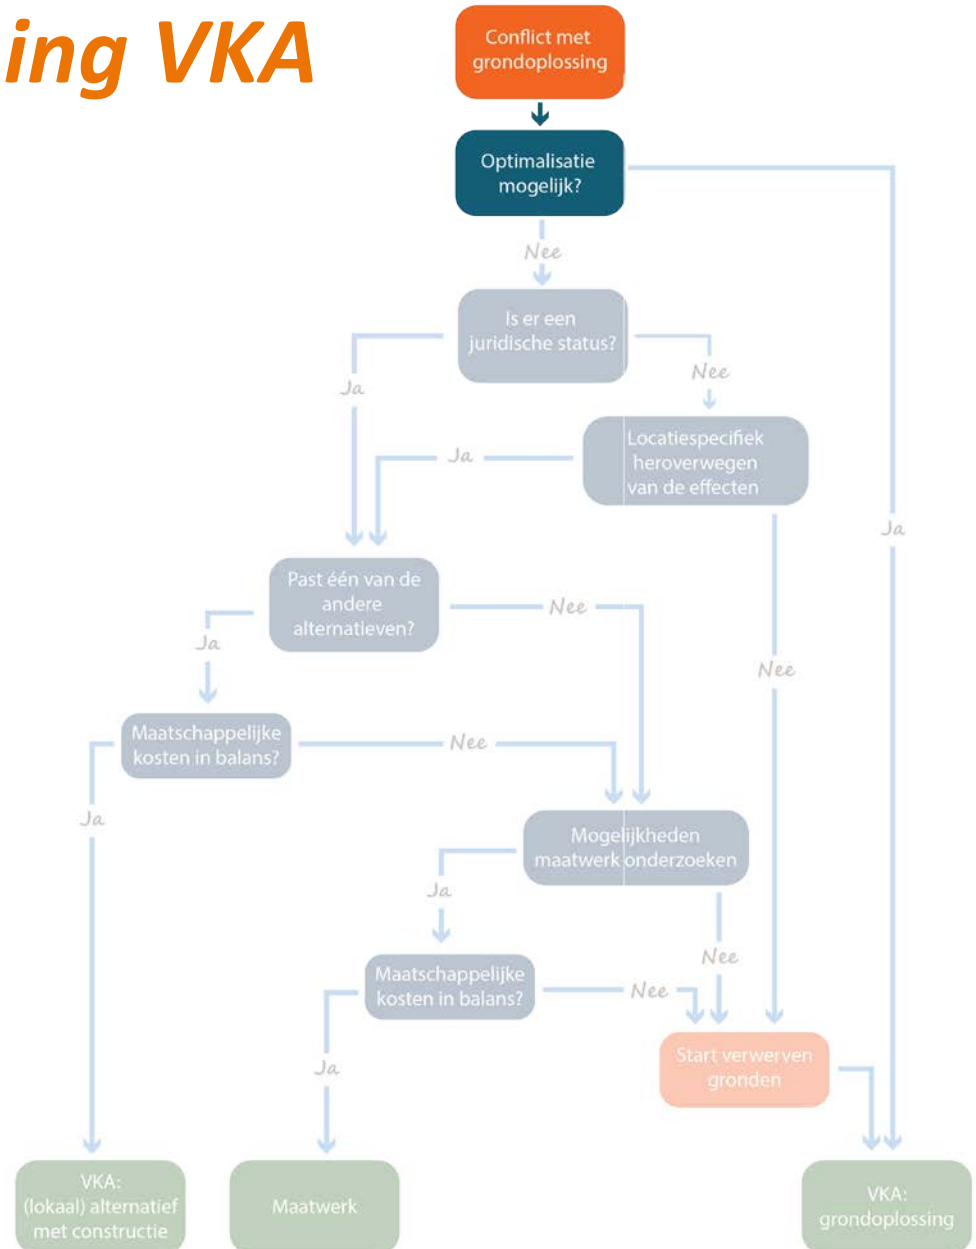 ing VKA
Conflict met
grondoplossing
Optimalisatie
mogelijk?
Nee
Is er een
juridische status?
Ja
Nee
Locatiespecifiek
heroverwegen
van de effecten
Ja
Ja
Past één van de
andere
alternatieven?
Nee
Ja
Nee
Maatschappelijke
kosten in balans?
Nee
Ja
Mogelijkheden
maatwerk onderzoeken
Ja
Nee
Maatschappelijke
kosten in balans?
Nee
Ja
Start verwerven
gronden
VKA:
(lokaal) alternatief
met constructie
Maatwerk
VKA:
grondoplossing